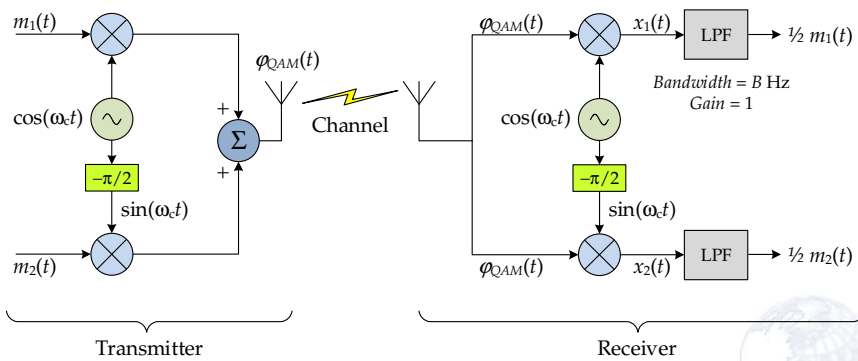 m₁(t)
φQAM(t)
cos(ωct)
−π/2
sin(ωct)
m₂(t)
+
Σ
+
Channel
Transmitter
φQAM(t)
x₁(t)
LPF
½ m₁(t)
Bandwidth = B Hz
Gain = 1
cos(ωct)
−π/2
sin(ωct)
φQAM(t)
x₂(t)
LPF
½ m₂(t)
Receiver